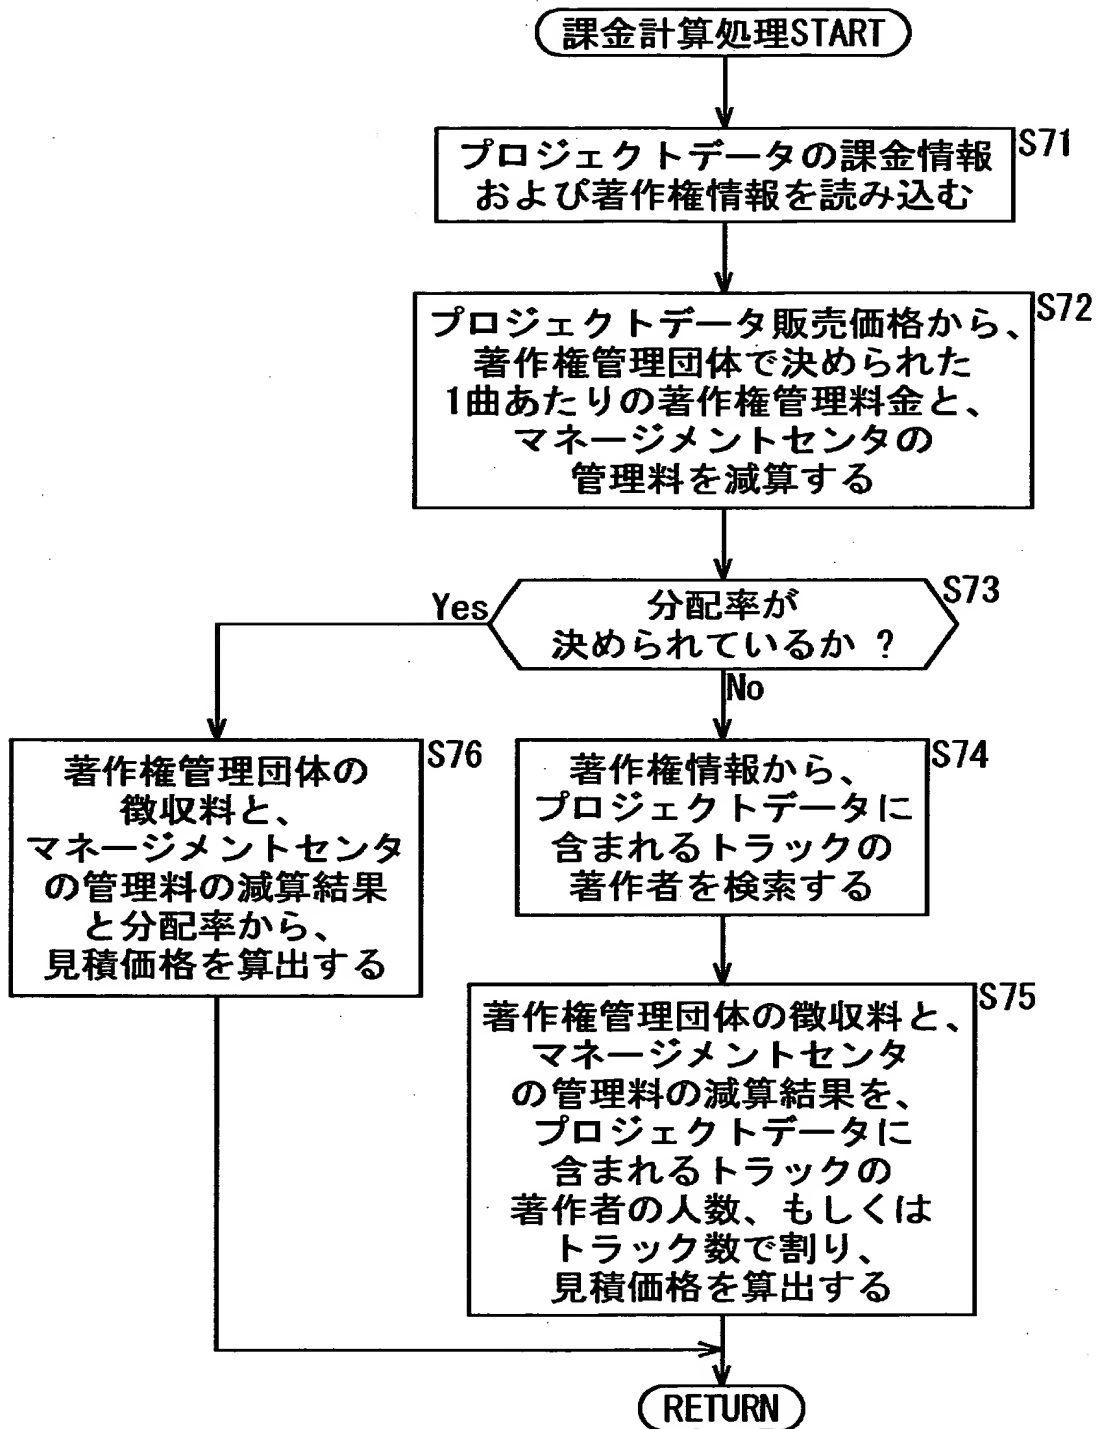 課金計算処理START
S71
プロジェクトデータの課金情報
および著作権情報を読み込む
S72
プロジェクトデータ販売価格から、
著作権管理団体で決められた
1曲あたりの著作権管理料金と、
マネージメントセンタの
管理料を減算する
S73
分配率が
決められているか ?
Yes
No
S76
著作権管理団体の
徴収料と、
マネージメントセンタ
の管理料の減算結果
と分配率から、
見積価格を算出する
S74
著作権情報から、
プロジェクトデータに
含まれるトラックの
著作者を検索する
S75
著作権管理団体の徴収料と、
マネージメントセンタ
の管理料の減算結果を、
プロジェクトデータに
含まれるトラックの
著作者の人数、もしくは
トラック数で割り、
見積価格を算出する
RETURN